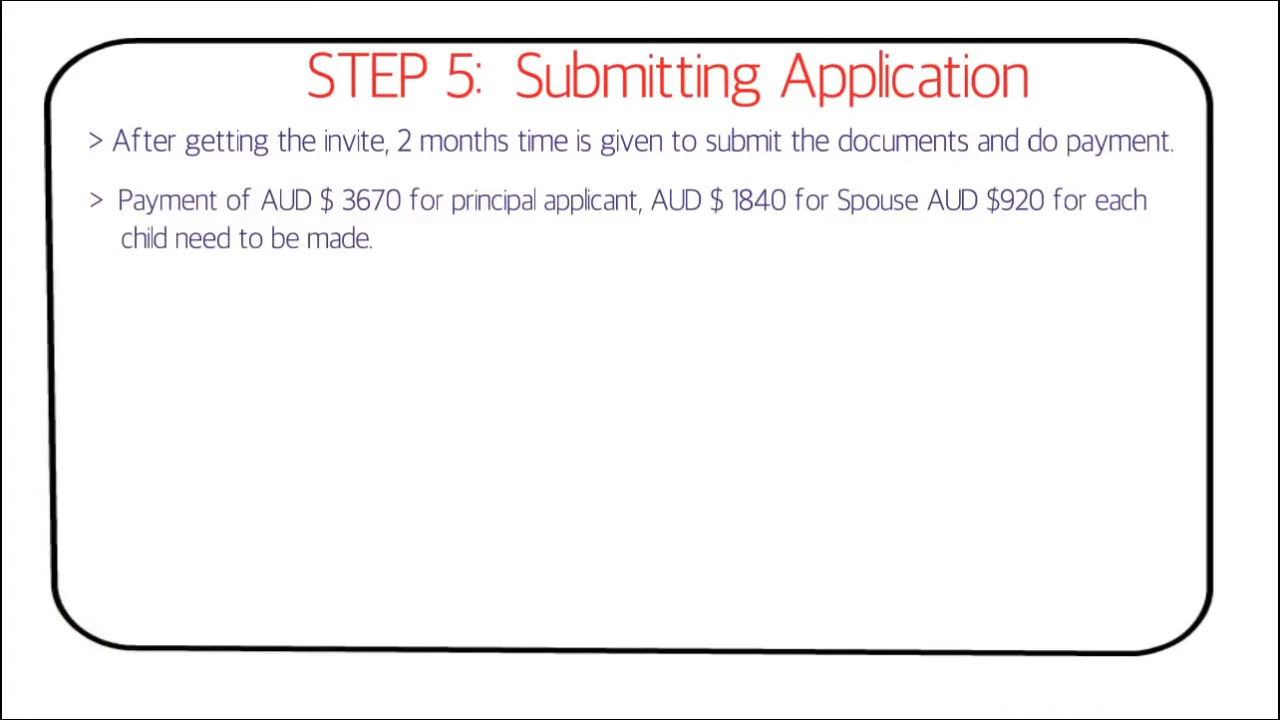 STEP 5: Submitting Application
> After getting the invite, 2 months time is given to submit the documents and do payment.
> Payment of AUD $ 3670 for principal applicant, AUD $ 1840 for Spouse AUD $920 for each
child need to be made.